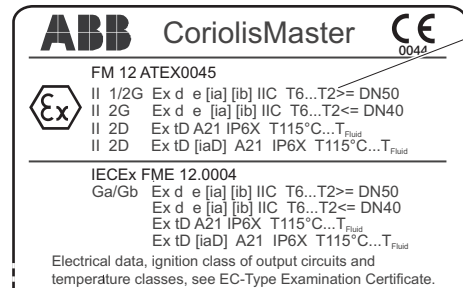 ABB CoriolisMaster CE
0044
FM 12 ATEX0045
Ex II 1/2G Ex d e [ia] [ib] IIC T6...T2>= DN50
II 2G Ex d e [ia] [ib] IIC T6...T2<= DN40
II 2D Ex tD A21 IP6X T115°C...TFluid
II 2D Ex tD [iaD] A21 IP6X T115°C...TFluid
IECEx FME 12.0004
Ga/Gb Ex d e [ia] [ib] IIC T6...T2>= DN50
Ex d e [ia] [ib] IIC T6...T2<= DN40
Ex tD A21 IP6X T115°C...TFluid
Ex tD [iaD] A21 IP6X T115°C...TFluid
Electrical data, ignition class of output circuits and
temperature classes, see EC-Type Examination Certificate.